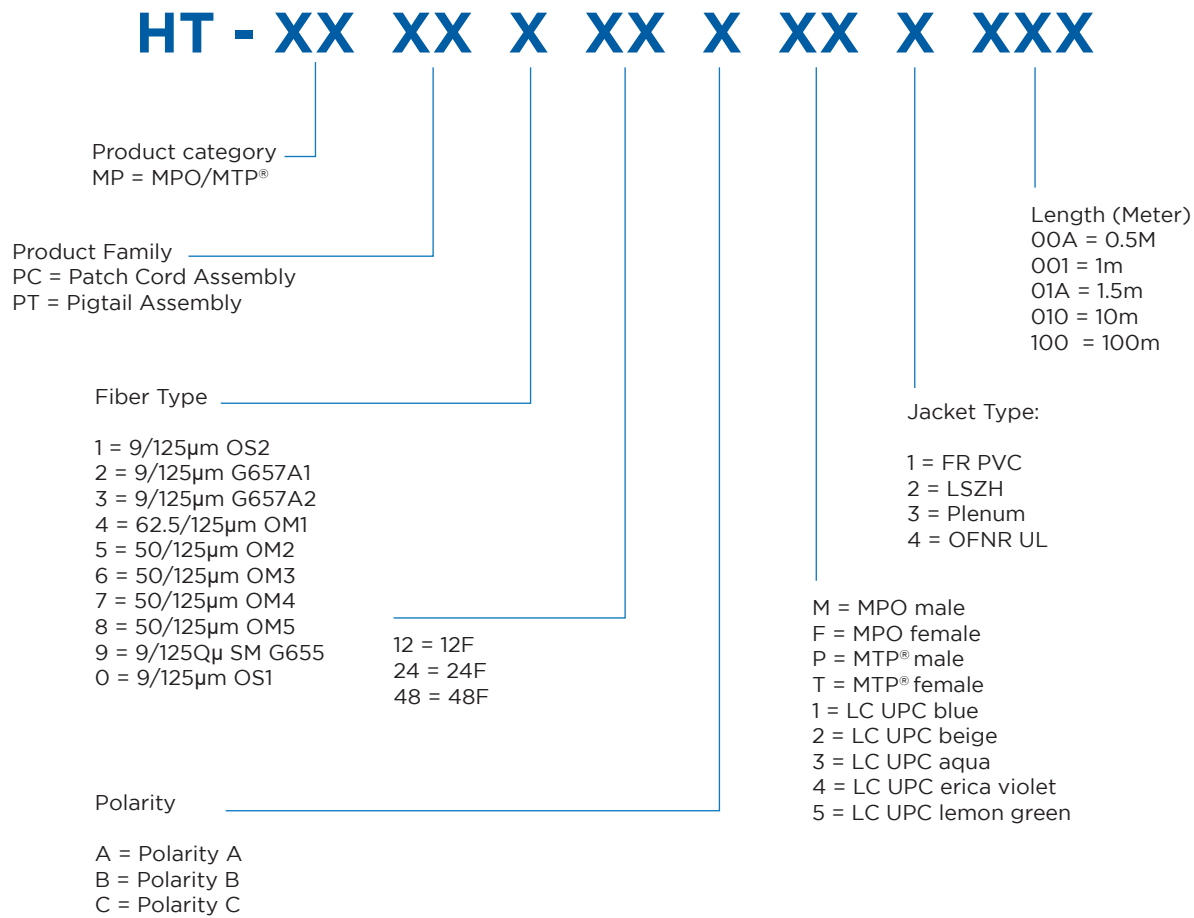 HT - XX XX X XX X XX X XXX
Product category
MP = MPO/MTP®
Product Family
PC = Patch Cord Assembly
PT = Pigtail Assembly
Fiber Type
1 = 9/125µm OS2
2 = 9/125µm G657A1
3 = 9/125µm G657A2
4 = 62.5/125µm OM1
5 = 50/125µm OM2
6 = 50/125µm OM3
7 = 50/125µm OM4
8 = 50/125µm OM5
9 = 9/125Qµ SM G655
0 = 9/125µm OS1
12 = 12F
24 = 24F
48 = 48F
Polarity
A = Polarity A
B = Polarity B
C = Polarity C
M = MPO male
F = MPO female
P = MTP® male
T = MTP® female
1 = LC UPC blue
2 = LC UPC beige
3 = LC UPC aqua
4 = LC UPC erica violet
5 = LC UPC lemon green
Jacket Type:
1 = FR PVC
2 = LSZH
3 = Plenum
4 = OFNR UL
Length (Meter)
00A = 0.5M
001 = 1m
01A = 1.5m
010 = 10m
100 = 100m